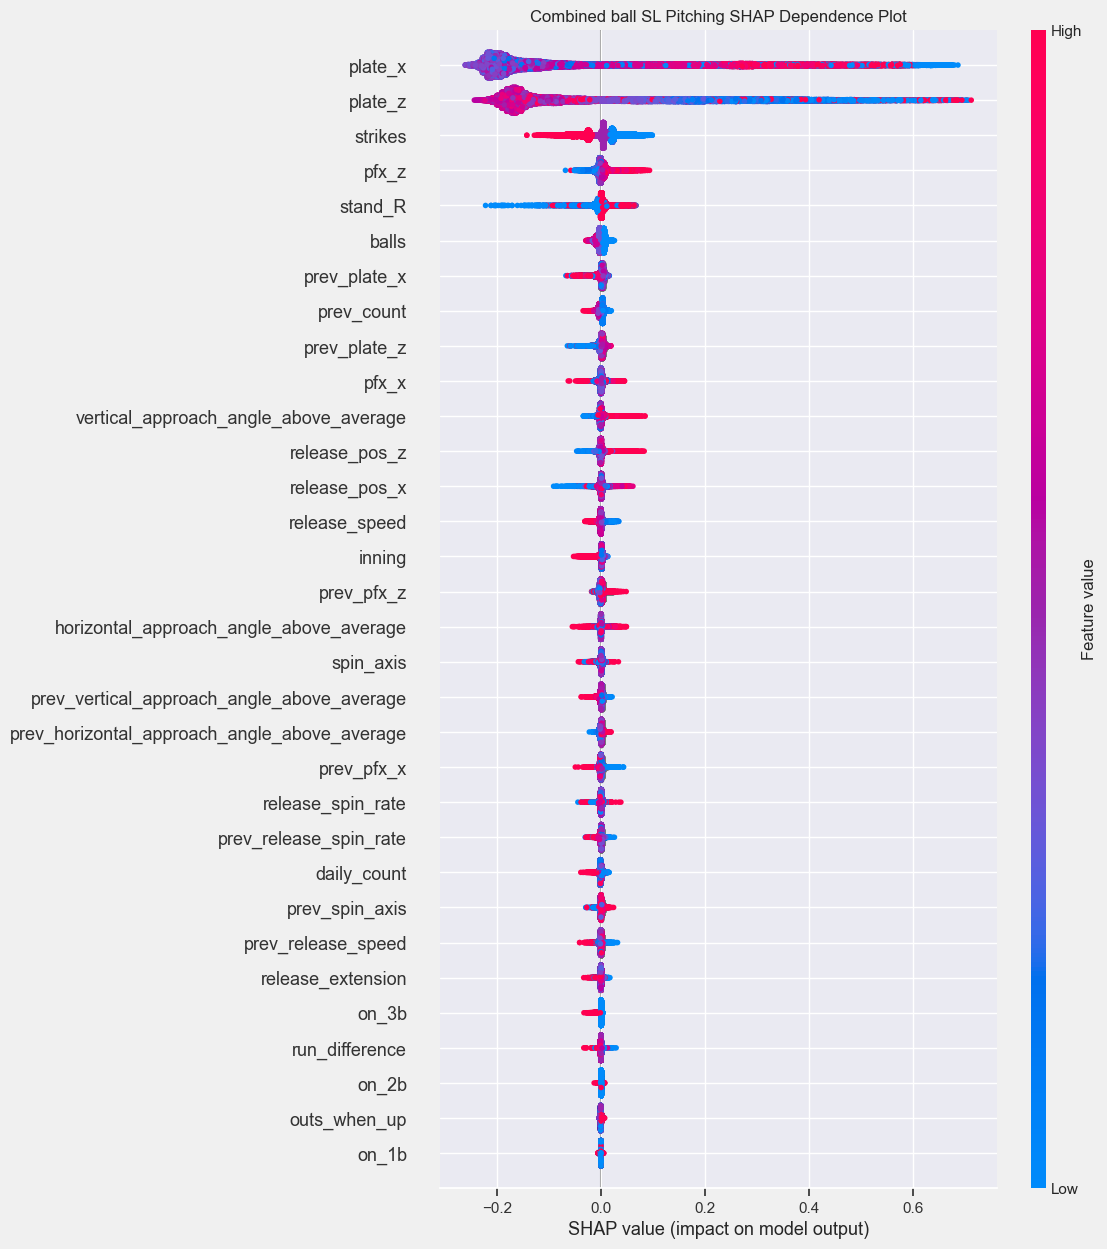 Combined ball SL Pitching SHAP Dependence Plot
High
plate_x
plate_z
strikes
pfx_z
stand_R
balls
prev_plate_x
prev_count
prev_plate_z
pfx_x
vertical_approach_angle_above_average
release_pos_z
release_pos_x
release_speed
inning
prev_pfx_z
horizontal_approach_angle_above_average
spin_axis
prev_vertical_approach_angle_above_average
prev_horizontal_approach_angle_above_average
prev_pfx_x
release_spin_rate
prev_release_spin_rate
daily_count
prev_spin_axis
prev_release_speed
release_extension
on_3b
run_difference
on_2b
outs_when_up
on_1b
Feature value
Low
−0.2 0.0 0.2 0.4 0.6
SHAP value (impact on model output)